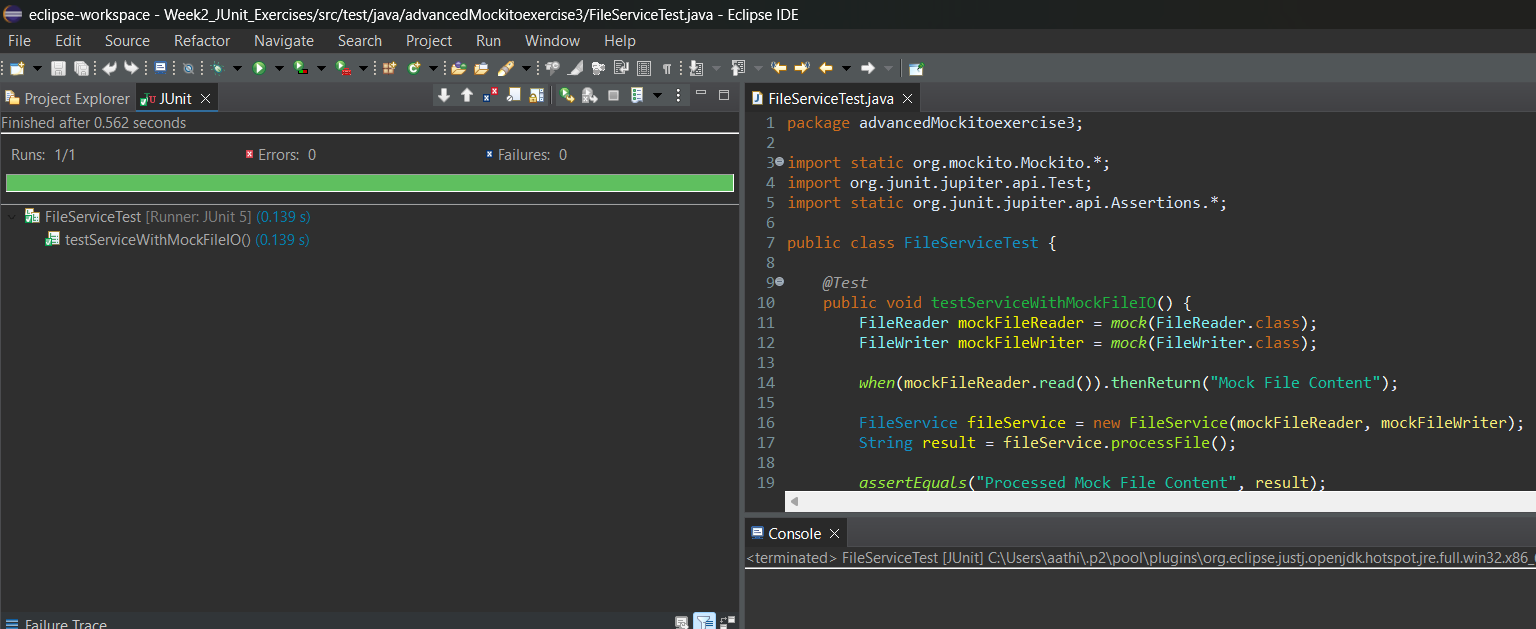 eclipse-workspace - Week2_JUnit_Exercises/src/test/java/advancedMockitoexercise3/FileServiceTest.java - Eclipse IDE
File Edit Source Refactor Navigate Search Project Run Window Help
Project Explorer JUnit
Finished after 0.562 seconds
Runs: 1/1 Errors: 0 Failures: 0
FileServiceTest [Runner: JUnit 5] (0.139 s)
testServiceWithMockFileIO() (0.139 s)
Failure Trace
FileServiceTest.java
1 package advancedMockitoexercise3;
2
3 import static org.mockito.Mockito.*;
4 import org.junit.jupiter.api.Test;
5 import static org.junit.jupiter.api.Assertions.*;
6
7 public class FileServiceTest {
8
9 @Test
10 public void testServiceWithMockFileIO() {
11 FileReader mockFileReader = mock(FileReader.class);
12 FileWriter mockFileWriter = mock(FileWriter.class);
13
14 when(mockFileReader.read()).thenReturn("Mock File Content");
15
16 FileService fileService = new FileService(mockFileReader, mockFileWriter);
17 String result = fileService.processFile();
18
19 assertEquals("Processed Mock File Content", result);
Console
<terminated> FileServiceTest [JUnit] C:\Users\aathi\.p2\pool\plugins\org.eclipse.justj.openjdk.hotspot.jre.full.win32.x86_